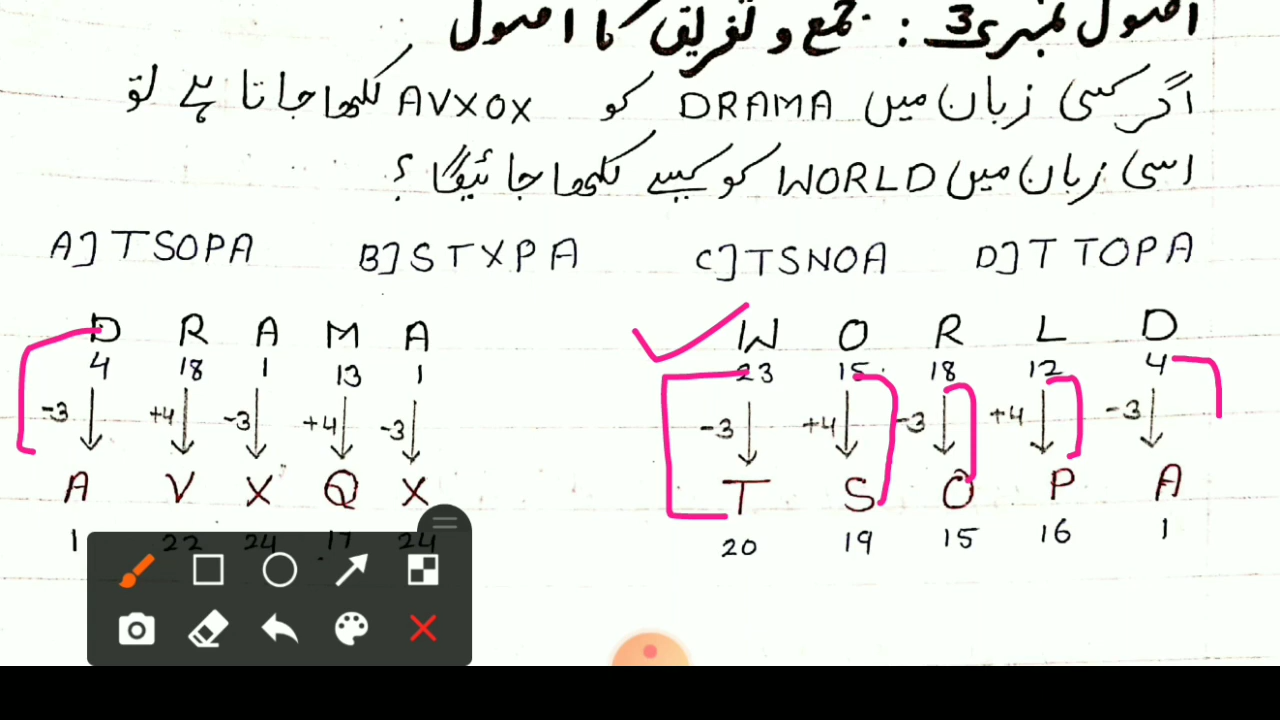 اصول نمبر 3 : جمع و تفریق کا اصول
اگر کسی زبان میں DRAMA کو AVXOX لکھا جاتا ہے تو
اسی زبان میں WORLD کو کیسے لکھا جائیگا ؟
A] TSOPA B] STXPA C] TSNOA D] TTOPA
D R A M A W O R L D
4 18 1 13 1 23 15 18 12 4
-3 +4 -3 +4 -3 -3 +4 -3 +4 -3
A V X Q X T S O P A
1 22 24 17 24 20 19 15 16 1